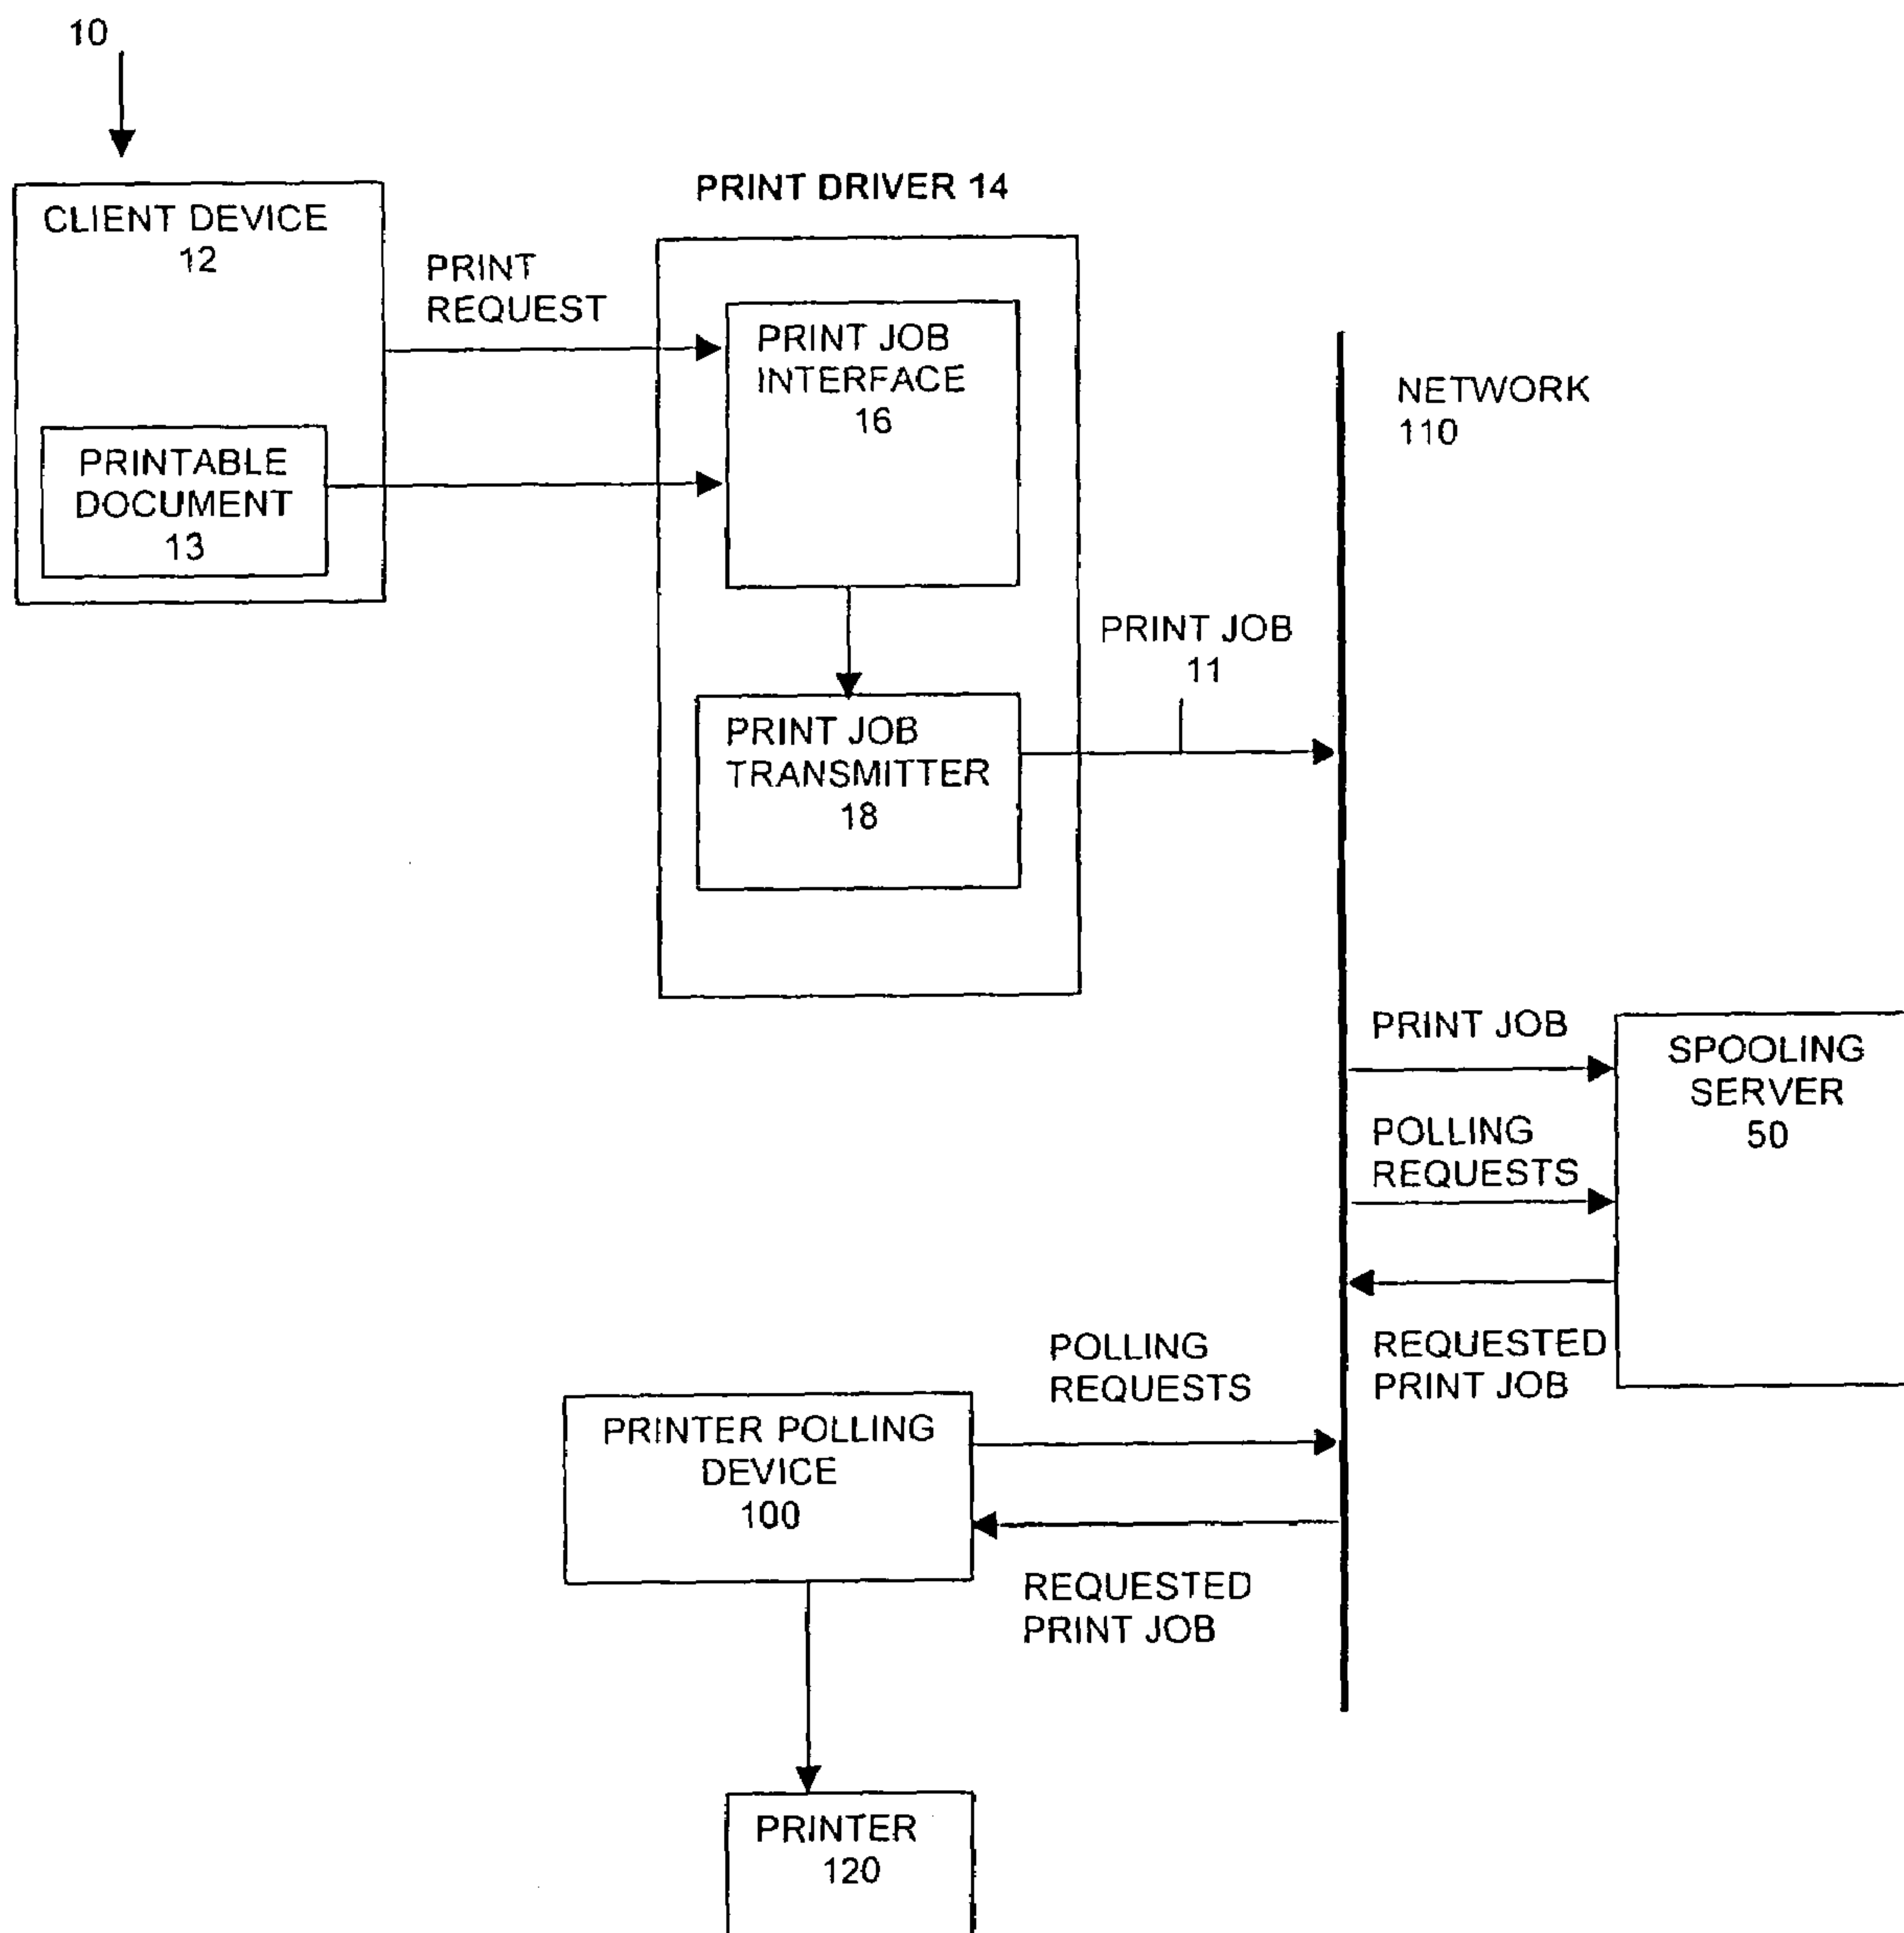 10
CLIENT DEVICE
12
PRINTABLE
DOCUMENT
13
PRINT
REQUEST
PRINT DRIVER 14
PRINT JOB
INTERFACE
16
PRINT JOB
TRANSMITTER
18
PRINT JOB
11
NETWORK
110
PRINT JOB
POLLING
REQUESTS
REQUESTED
PRINT JOB
SPOOLING
SERVER
50
POLLING
REQUESTS
REQUESTED
PRINT JOB
PRINTER POLLING
DEVICE
100
PRINTER
120